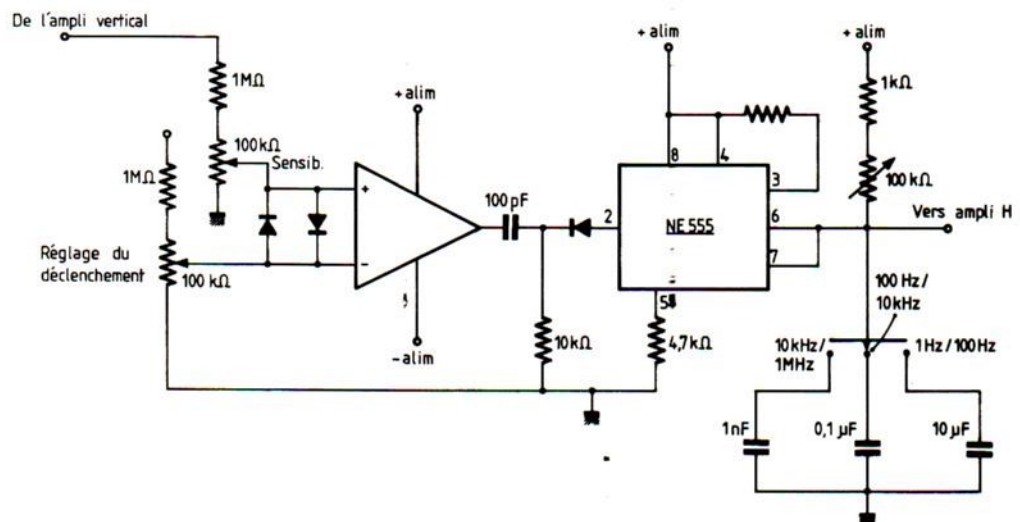 De l'ampli vertical
1MΩ
100kΩ
Sensib.
1MΩ
Réglage du
déclenchement
100 kΩ
+alim
+
-
-alim
100 pF
10kΩ
+ alim
8
4
3
2
NE 555
6
7
5
4,7kΩ
+ alim
1kΩ
100 kΩ
Vers ampli H
100 Hz /
10kHz
10kHz/
1MHz
1Hz/100Hz
1nF
0,1 µF
10 µF